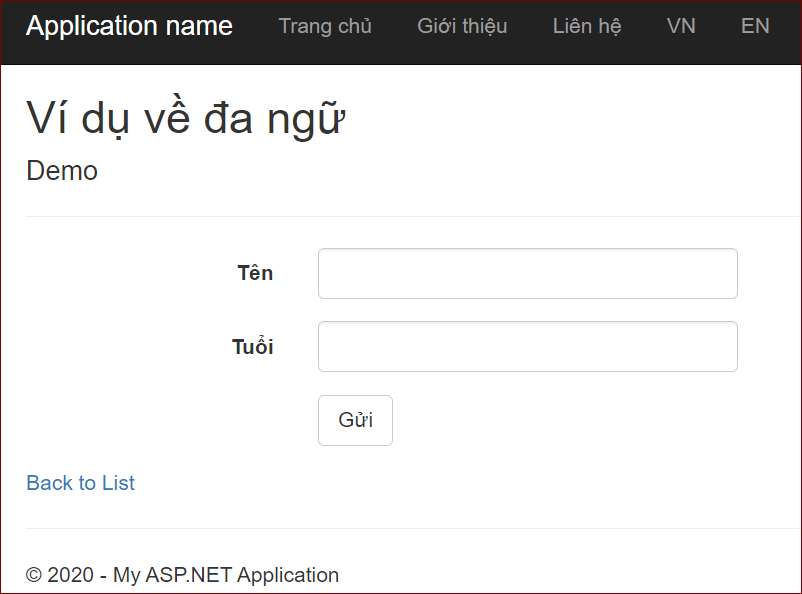 Application name Trang chủ Giới thiệu Liên hệ VN EN
Ví dụ về đa ngữ
Demo
Tên
Tuổi
Gửi
Back to List
© 2020 - My ASP.NET Application